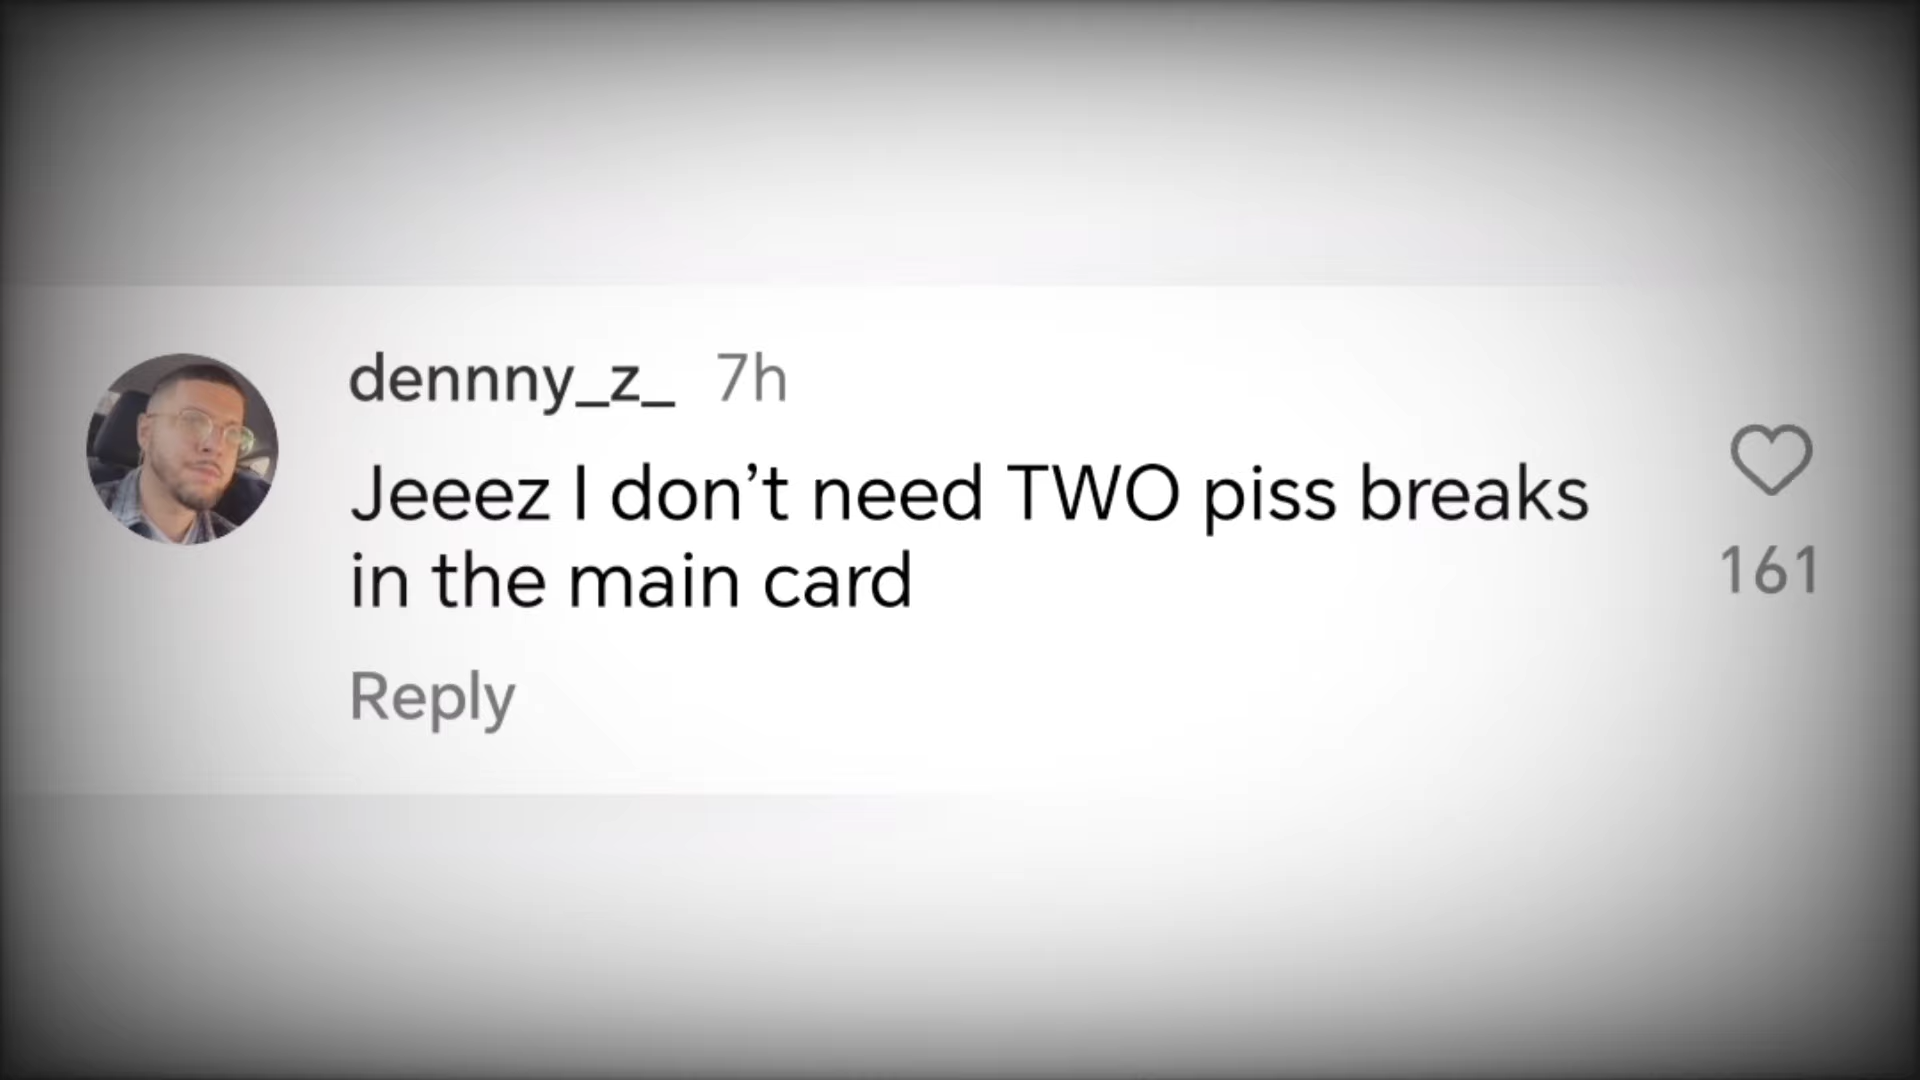 dennny_z_ 7h
Jeeez I don’t need TWO piss breaks
in the main card
161
Reply